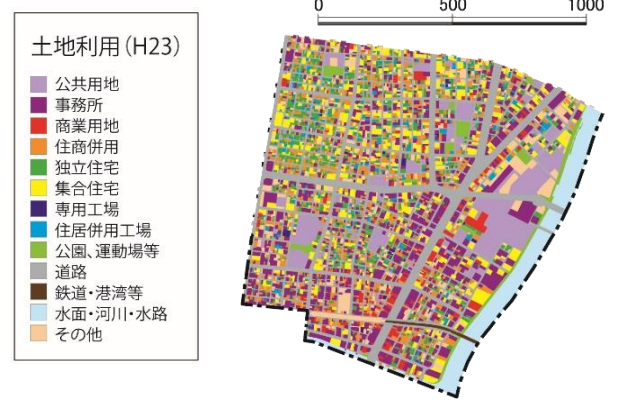 0 500 1000
土地利用(H23)
公共用地
事務所
商業用地
住商併用
独立住宅
集合住宅
専用工場
住居併用工場
公園、運動場等
道路
鉄道・港湾等
水面・河川・水路
その他